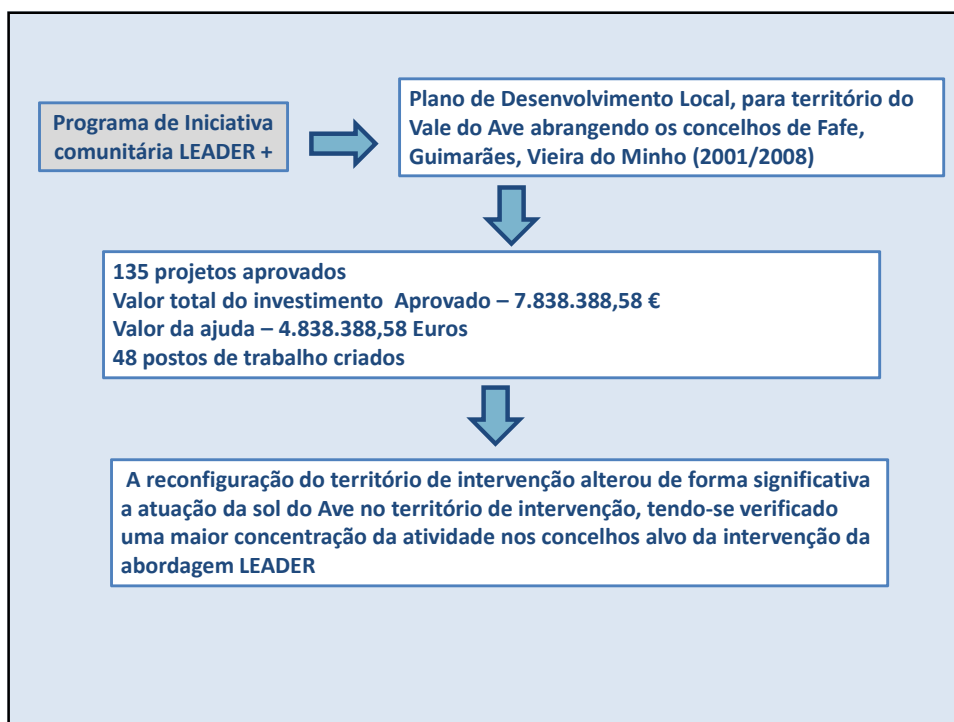 Programa de Iniciativa
comunitária LEADER +
Plano de Desenvolvimento Local, para território do
Vale do Ave abrangendo os concelhos de Fafe,
Guimarães, Vieira do Minho (2001/2008)
135 projetos aprovados
Valor total do investimento Aprovado – 7.838.388,58 €
Valor da ajuda – 4.838.388,58 Euros
48 postos de trabalho criados
A reconfiguração do território de intervenção alterou de forma significativa
a atuação da sol do Ave no território de intervenção, tendo-se verificado
uma maior concentração da atividade nos concelhos alvo da intervenção da
abordagem LEADER